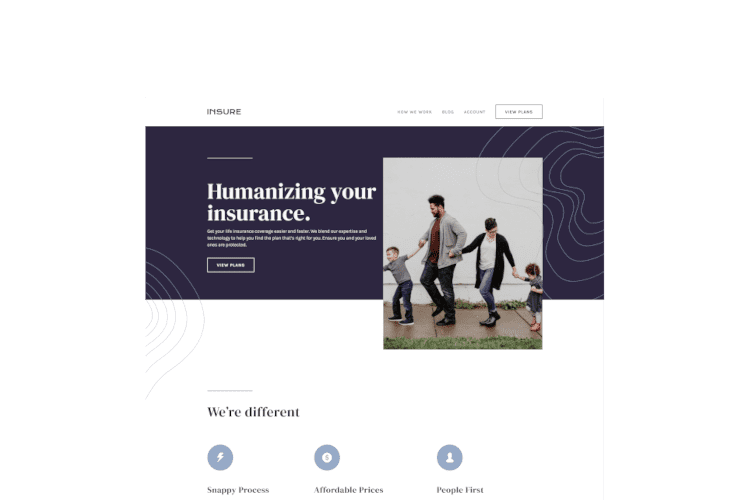 INSURE
HOW WE WORK BLOG ACCOUNT VIEW PLANS
Humanizing your
insurance.
Get your life insurance coverage easier and faster. We blend our expertise and
technology to help you find the plan that's right for you. Ensure you and your loved
ones are protected.
VIEW PLANS
We're different
Snappy Process Affordable Prices People First